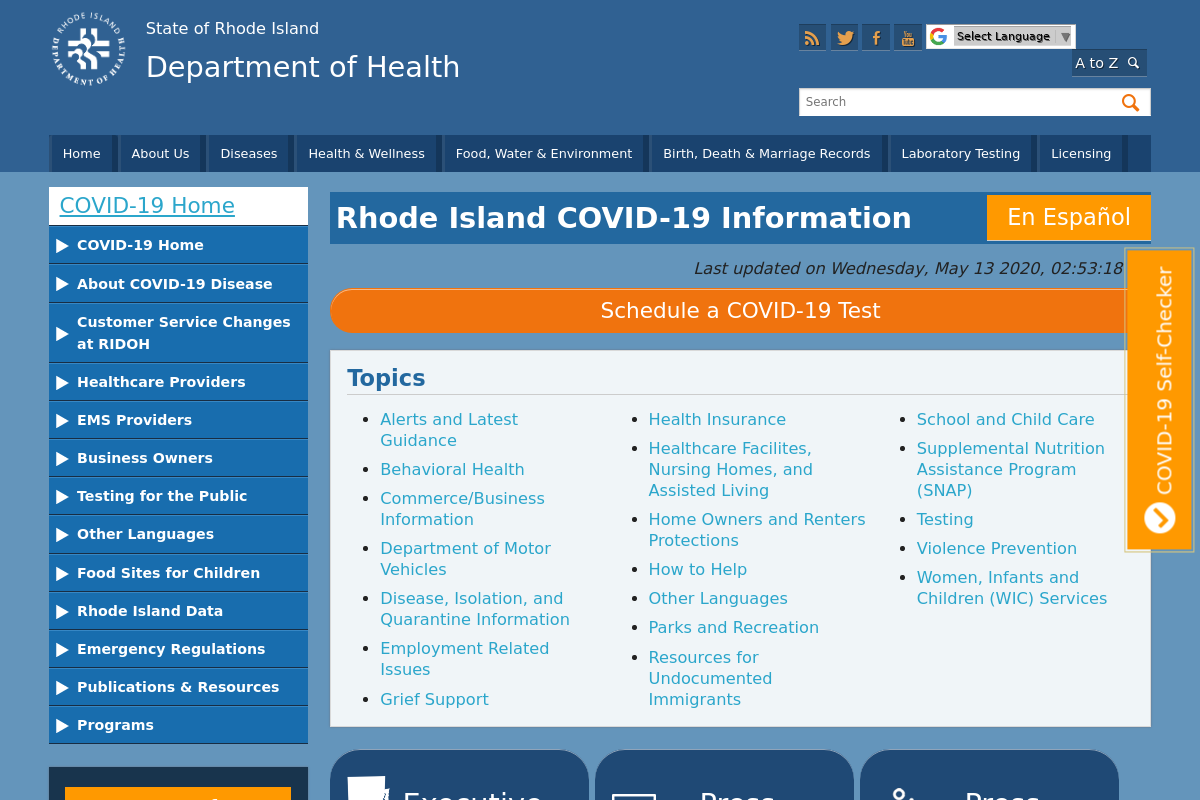 RHODE ISLAND DEPARTMENT OF HEALTH
State of Rhode Island
Department of Health
Select Language
A to Z
Search
Home
About Us
Diseases
Health & Wellness
Food, Water & Environment
Birth, Death & Marriage Records
Laboratory Testing
Licensing
COVID-19 Home
COVID-19 Home
About COVID-19 Disease
Customer Service Changes
at RIDOH
Healthcare Providers
EMS Providers
Business Owners
Testing for the Public
Other Languages
Food Sites for Children
Rhode Island Data
Emergency Regulations
Publications & Resources
Programs
Rhode Island COVID-19 Information
En Español
Last updated on Wednesday, May 13 2020, 02:53:18
Schedule a COVID-19 Test
COVID-19 Self-Checker
Topics
Alerts and Latest
Guidance
Behavioral Health
Commerce/Business
Information
Department of Motor
Vehicles
Disease, Isolation, and
Quarantine Information
Employment Related
Issues
Grief Support
Health Insurance
Healthcare Facilites,
Nursing Homes, and
Assisted Living
Home Owners and Renters
Protections
How to Help
Other Languages
Parks and Recreation
Resources for
Undocumented
Immigrants
School and Child Care
Supplemental Nutrition
Assistance Program
(SNAP)
Testing
Violence Prevention
Women, Infants and
Children (WIC) Services
Executive
Press
Press